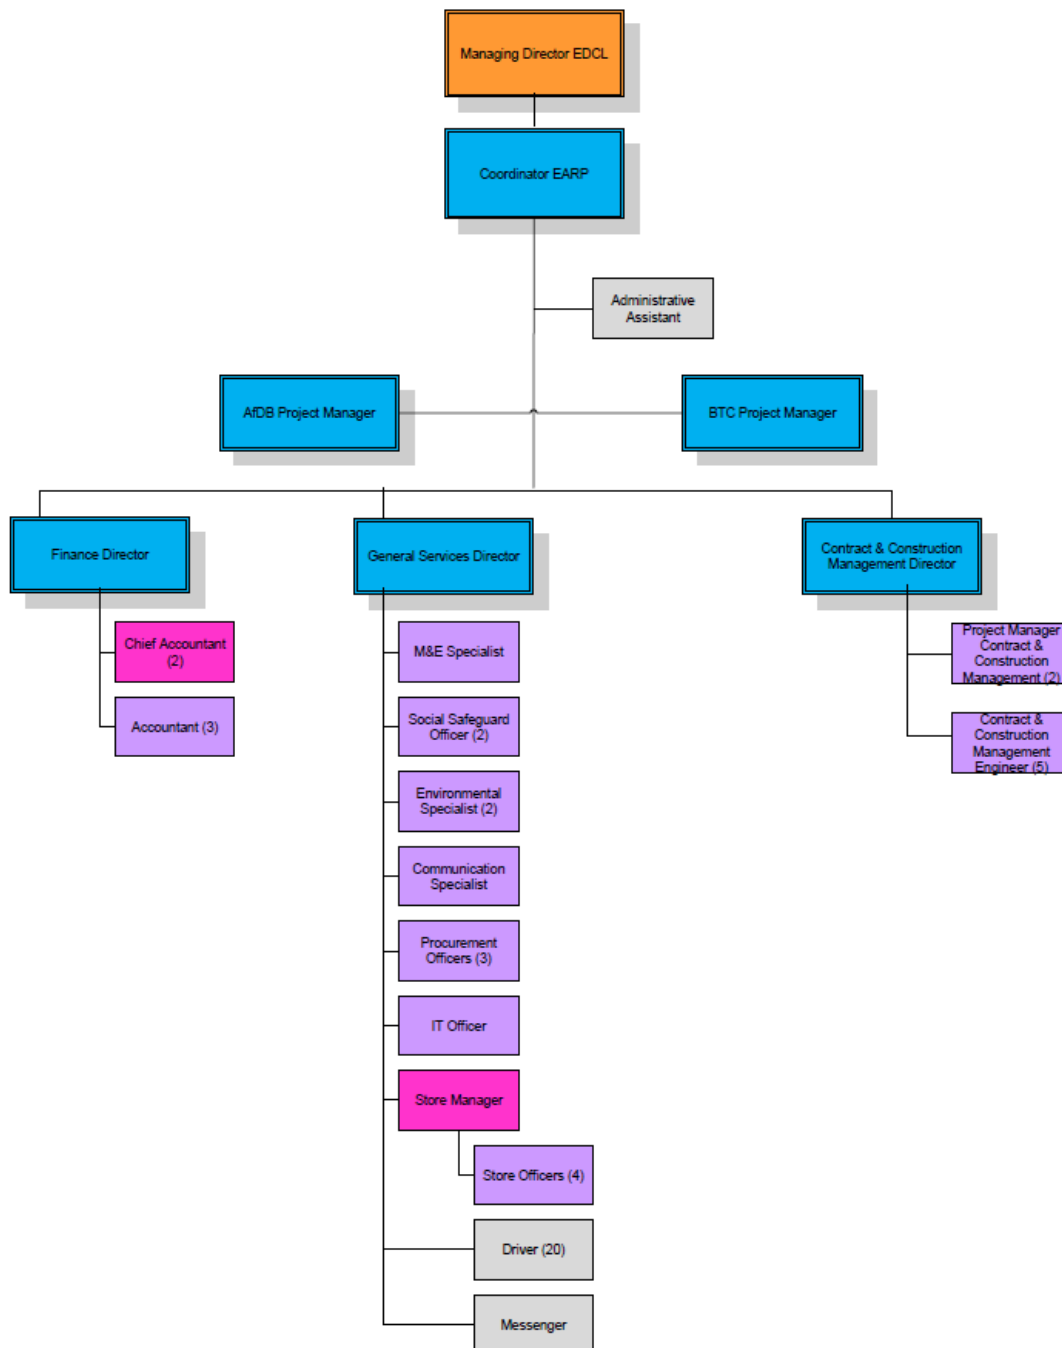 Managing Director EDCL
Coordinator EARP
Administrative
Assistant
AfDB Project Manager
BTC Project Manager
Finance Director
General Services Director
Contract & Construction
Management Director
Chief Accountant
(2)
Accountant (3)
M&E Specialist
Social Safeguard
Officer (2)
Environmental
Specialist (2)
Communication
Specialist
Procurement
Officers (3)
IT Officer
Store Manager
Store Officers (4)
Driver (20)
Messenger
Project Manager
Contract &
Construction
Management (2)
Contract &
Construction
Management
Engineer (5)